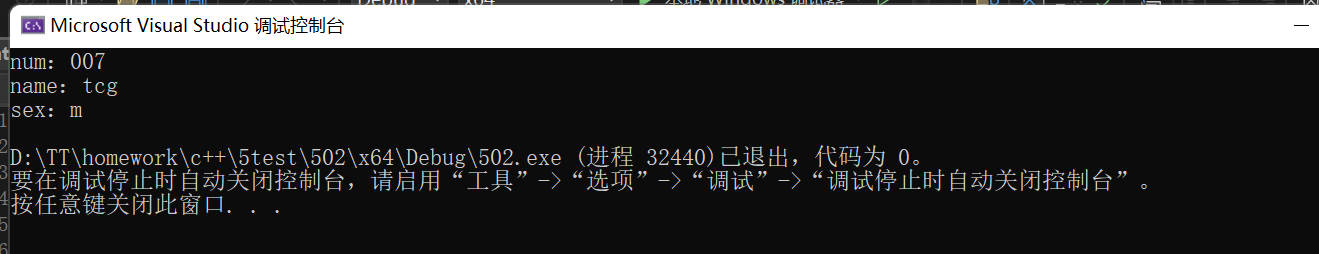 Microsoft Visual Studio 调试控制台
num：007
name：tcg
sex：m
D:\TT\homework\c++\5test\502\x64\Debug\502.exe (进程 32440)已退出，代码为 0。
要在调试停止时自动关闭控制台，请启用“工具”->“选项”->“调试”->“调试停止时自动关闭控制台”。
按任意键关闭此窗口. . .